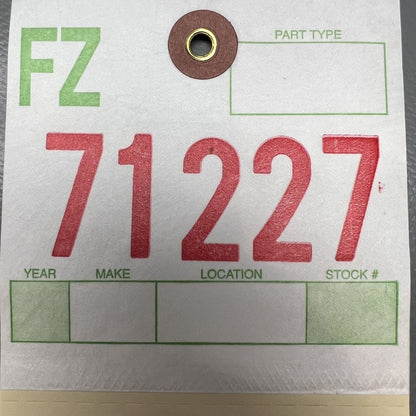 FZ
PART TYPE
71227
YEAR MAKE LOCATION STOCK #